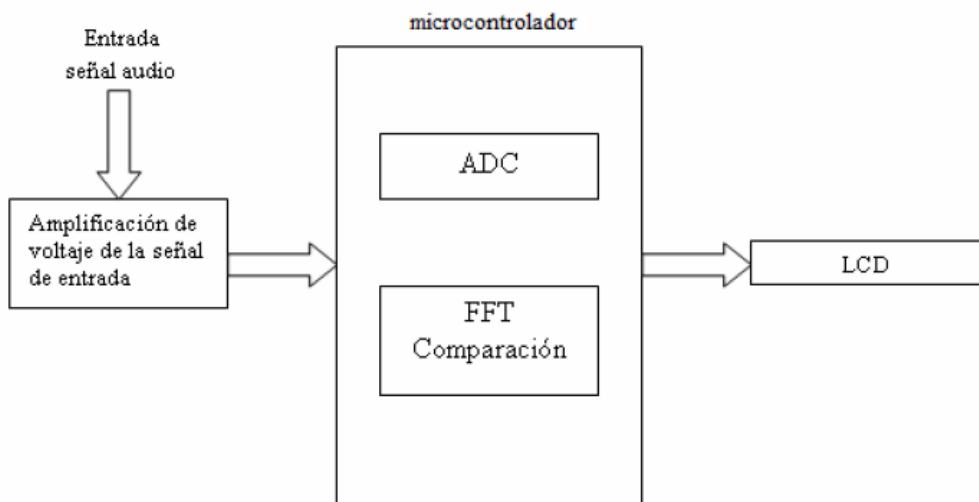 microcontrolador
Entrada
señal audio
ADC
Amplificación de
voltaje de la señal
de entrada
LCD
FFT
Comparación